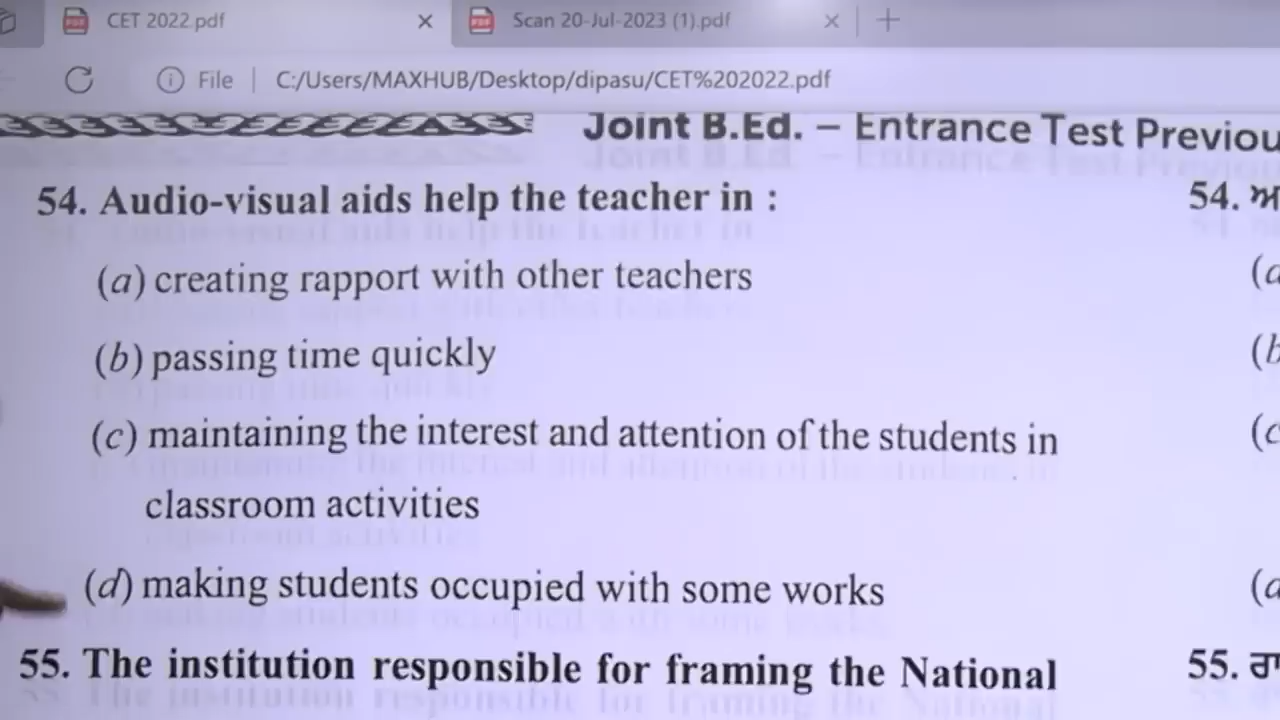 CET 2022.pdf
Scan 20-Jul-2023 (1).pdf
File
C:/Users/MAXHUB/Desktop/dipasu/CET%202022.pdf
Joint B.Ed. – Entrance Test
54. Audio-visual aids help the teacher in :
54.
(a) creating rapport with other teachers
(b) passing time quickly
(c) maintaining the interest and attention of the students in
classroom activities
(d) making students occupied with some works
55. The institution responsible for framing the National
55.